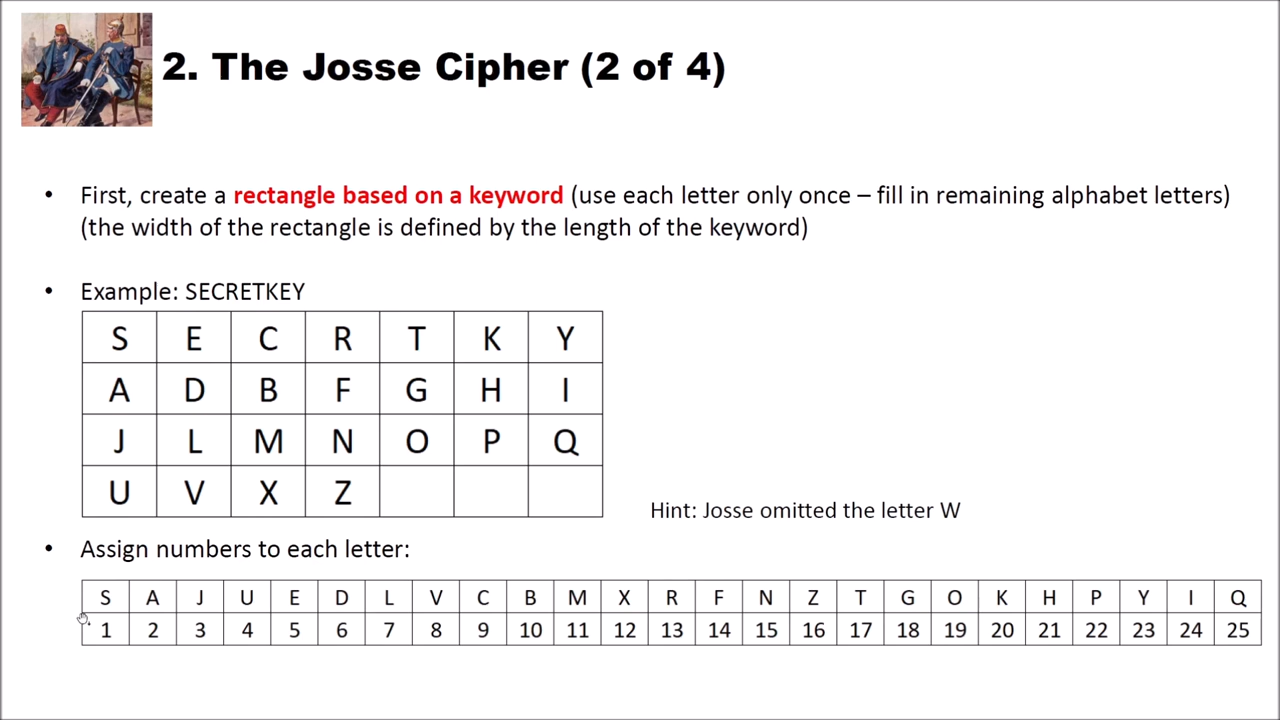 2. The Josse Cipher (2 of 4)
• First, create a rectangle based on a keyword (use each letter only once – fill in remaining alphabet letters)
(the width of the rectangle is defined by the length of the keyword)
• Example: SECRETKEY
S E C R T K Y
A D B F G H I
J L M N O P Q
U V X Z
Hint: Josse omitted the letter W
• Assign numbers to each letter:
S A J U E D L V C B M X R F N Z T G O K H P Y I Q
1 2 3 4 5 6 7 8 9 10 11 12 13 14 15 16 17 18 19 20 21 22 23 24 25